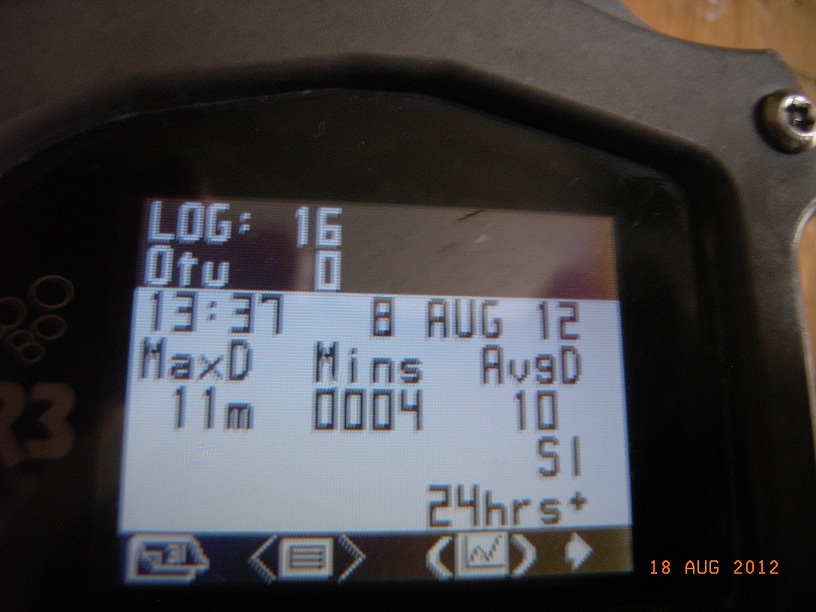 LOG: 16
Otu 0
13:37 8 AUG 12
MaxD Mins AvgD
11m 0004 10
SI
24hrs+
R3
18 AUG 2012